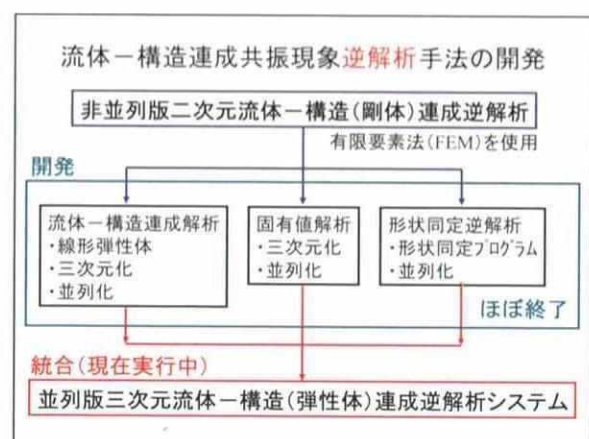 流体－構造連成共振現象逆解析手法の開発
非並列版二次元流体－構造(剛体)連成逆解析
有限要素法(FEM)を使用
開発
流体－構造連成解析
・線形弾性体
・三次元化
・並列化
固有値解析
・三次元化
・並列化
形状同定逆解析
・形状同定プログラム
・並列化
ほぼ終了
統合(現在実行中)
並列版三次元流体－構造(弾性体)連成逆解析システム